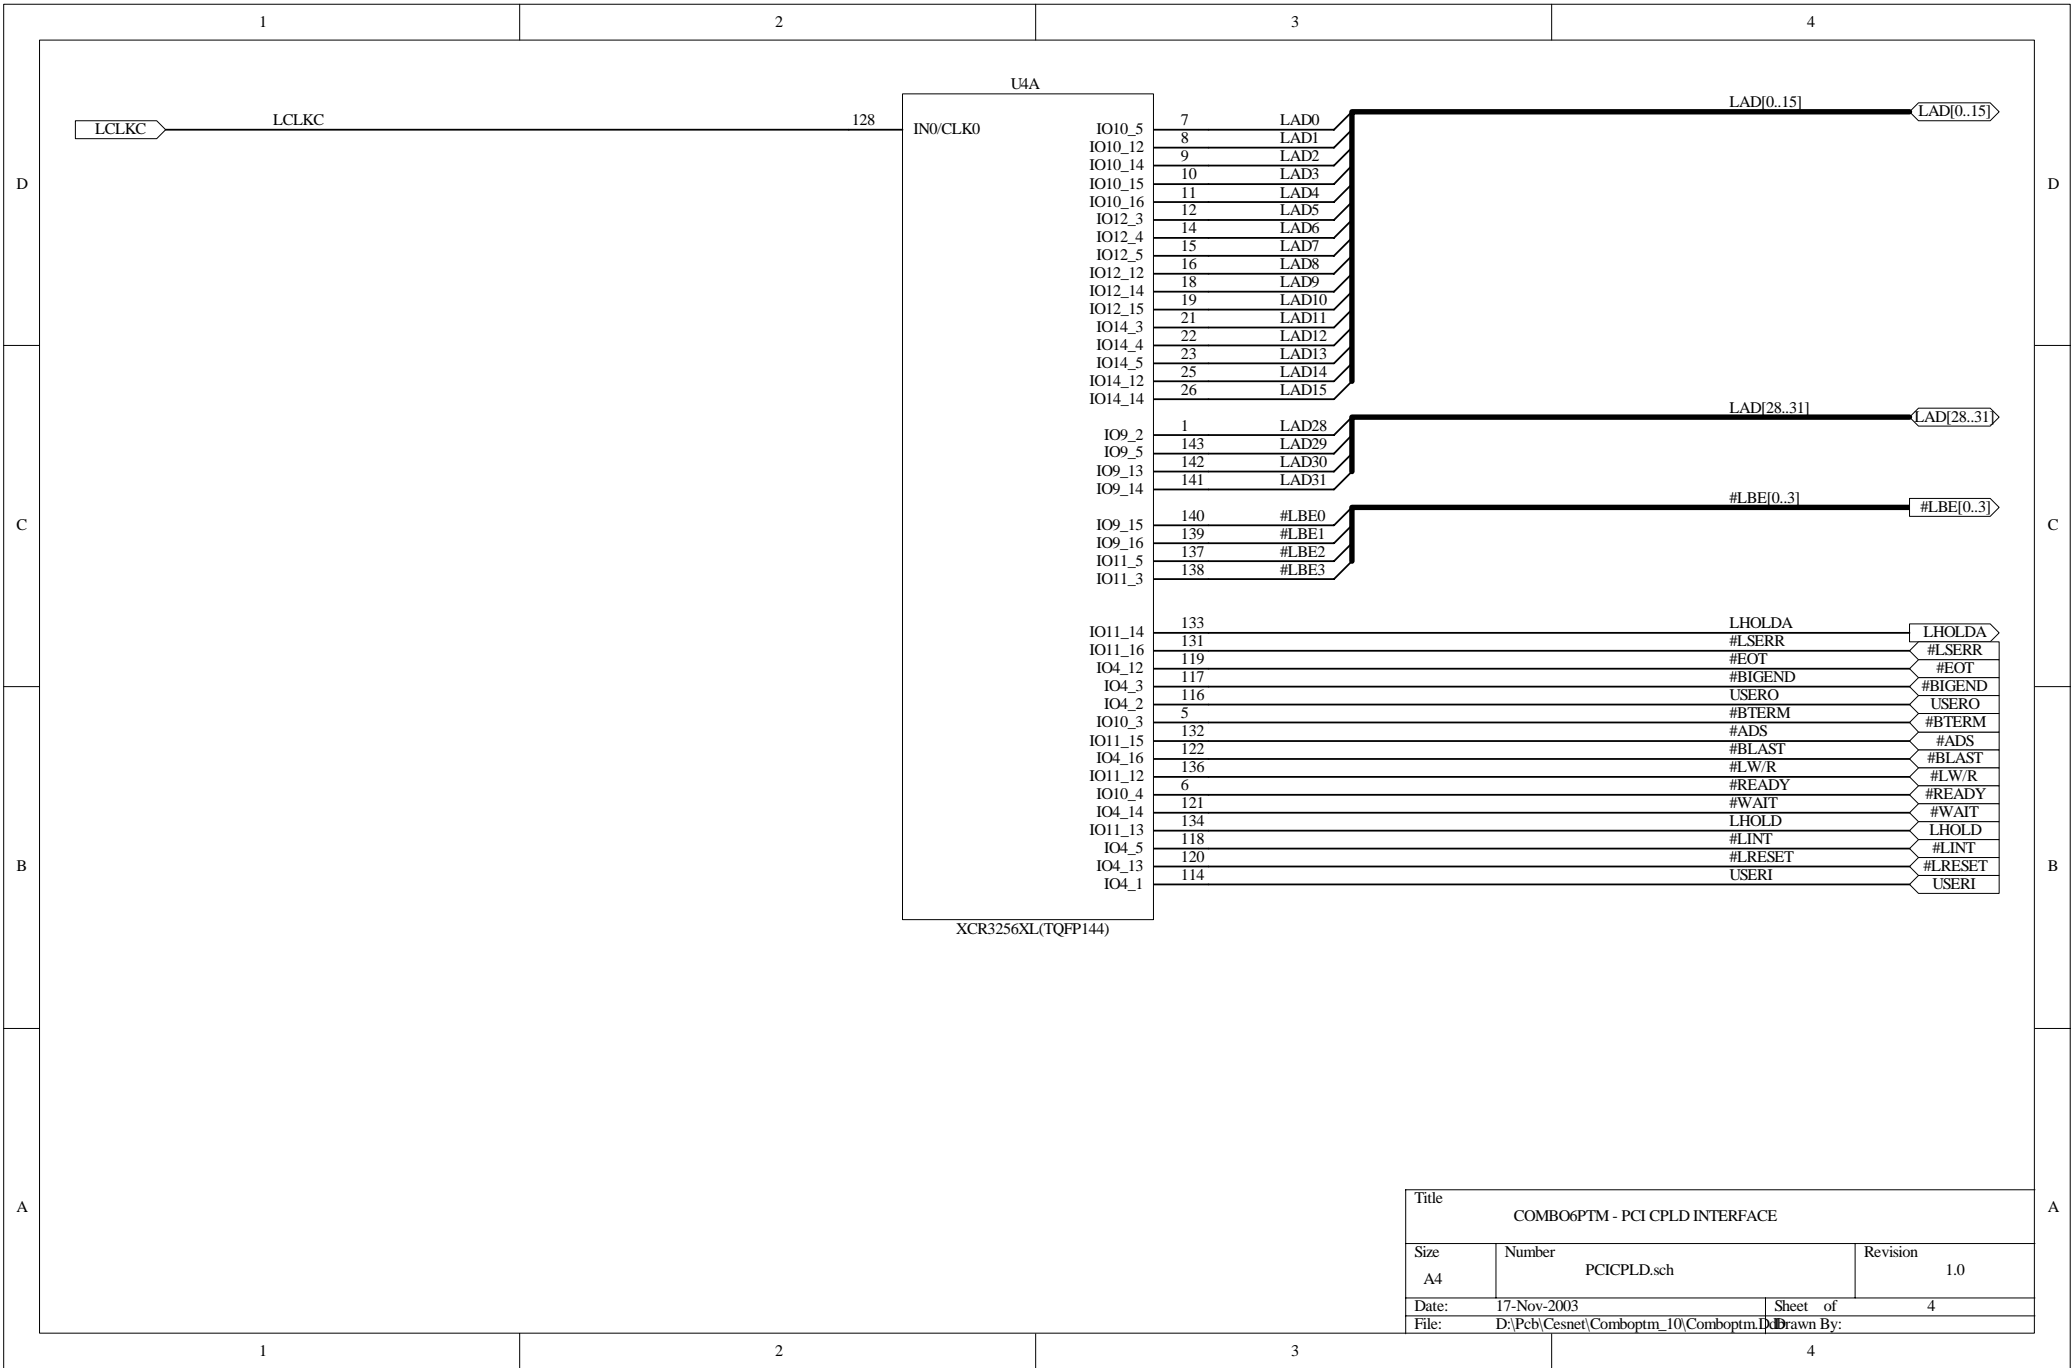 1 2 3 4
U4A
LCLKC LCLKC 128 IN0/CLK0
LAD[0..15] LAD[0..15]
IO10_5 7 LAD0
IO10_12 8 LAD1
IO10_14 9 LAD2
IO10_15 10 LAD3
D D
IO10_16 11 LAD4
IO12_3 12 LAD5
IO12_4 14 LAD6
IO12_5 15 LAD7
IO12_12 16 LAD8
IO12_14 18 LAD9
IO12_15 19 LAD10
IO14_3 21 LAD11
IO14_4 22 LAD12
IO14_5 23 LAD13
IO14_12 25 LAD14
IO14_14 26 LAD15
LAD[28..31] LAD[28..31]
IO9_2 1 LAD28
IO9_5 143 LAD29
IO9_13 142 LAD30
IO9_14 141 LAD31
#LBE[0..3] #LBE[0..3]
IO9_15 140 #LBE0
C C
IO9_16 139 #LBE1
IO11_5 137 #LBE2
IO11_3 138 #LBE3
IO11_14 133 LHOLDA LHOLDA
IO11_16 131 #LSERR #LSERR
IO4_12 119 #EOT #EOT
IO4_3 117 #BIGEND #BIGEND
IO4_2 116 USERO USERO
IO10_3 5 #BTERM #BTERM
IO11_15 132 #ADS #ADS
IO4_16 122 #BLAST #BLAST
IO11_12 136 #LW/R #LW/R
IO10_4 6 #READY #READY
IO4_14 121 #WAIT #WAIT
IO11_13 134 LHOLD LHOLD
IO4_5 118 #LINT #LINT
B B
IO4_13 120 #LRESET #LRESET
IO4_1 114 USERI USERI
XCR3256XL(TQFP144)
A A
Title
COMBO6PTM - PCI CPLD INTERFACE
Size Number Revision
A4 PCICPLD.sch 1.0
Date: 17-Nov-2003 Sheet of 4
File: D:\Pcb\Cesnet\Comboptm_10\Comboptm.Ddb Drawn By:
1 2 3 4